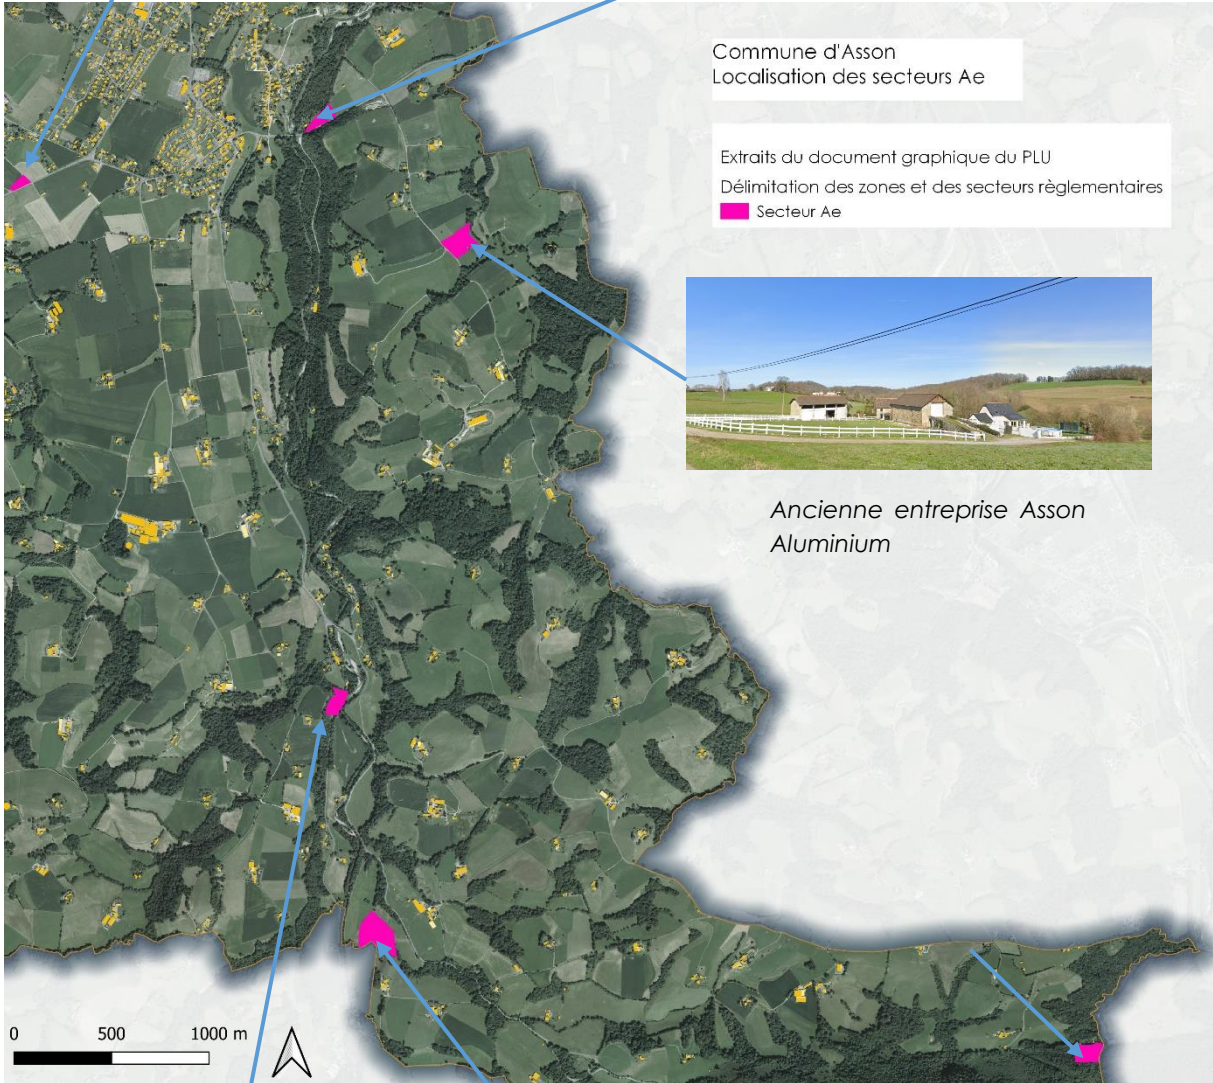 Commune d'Asson
Localisation des secteurs Ae
Extraits du document graphique du PLU
Délimitation des zones et des secteurs règlementaires
Secteur Ae
Ancienne entreprise Asson
Aluminium
0 500 1000 m